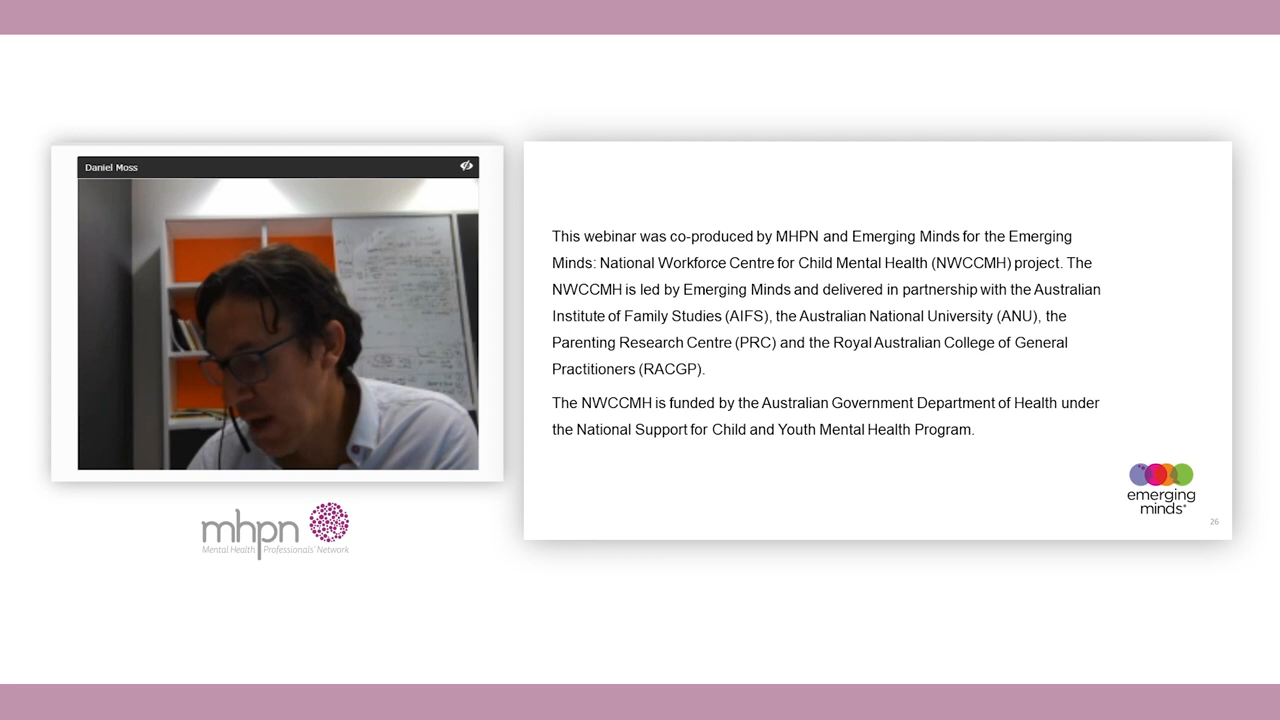 Daniel Moss
mhpn
Mental Health Professionals' Network
This webinar was co-produced by MHPN and Emerging Minds for the Emerging
Minds: National Workforce Centre for Child Mental Health (NWCCMH) project. The
NWCCMH is led by Emerging Minds and delivered in partnership with the Australian
Institute of Family Studies (AIFS), the Australian National University (ANU), the
Parenting Research Centre (PRC) and the Royal Australian College of General
Practitioners (RACGP).
The NWCCMH is funded by the Australian Government Department of Health under
the National Support for Child and Youth Mental Health Program.
emerging
minds
26